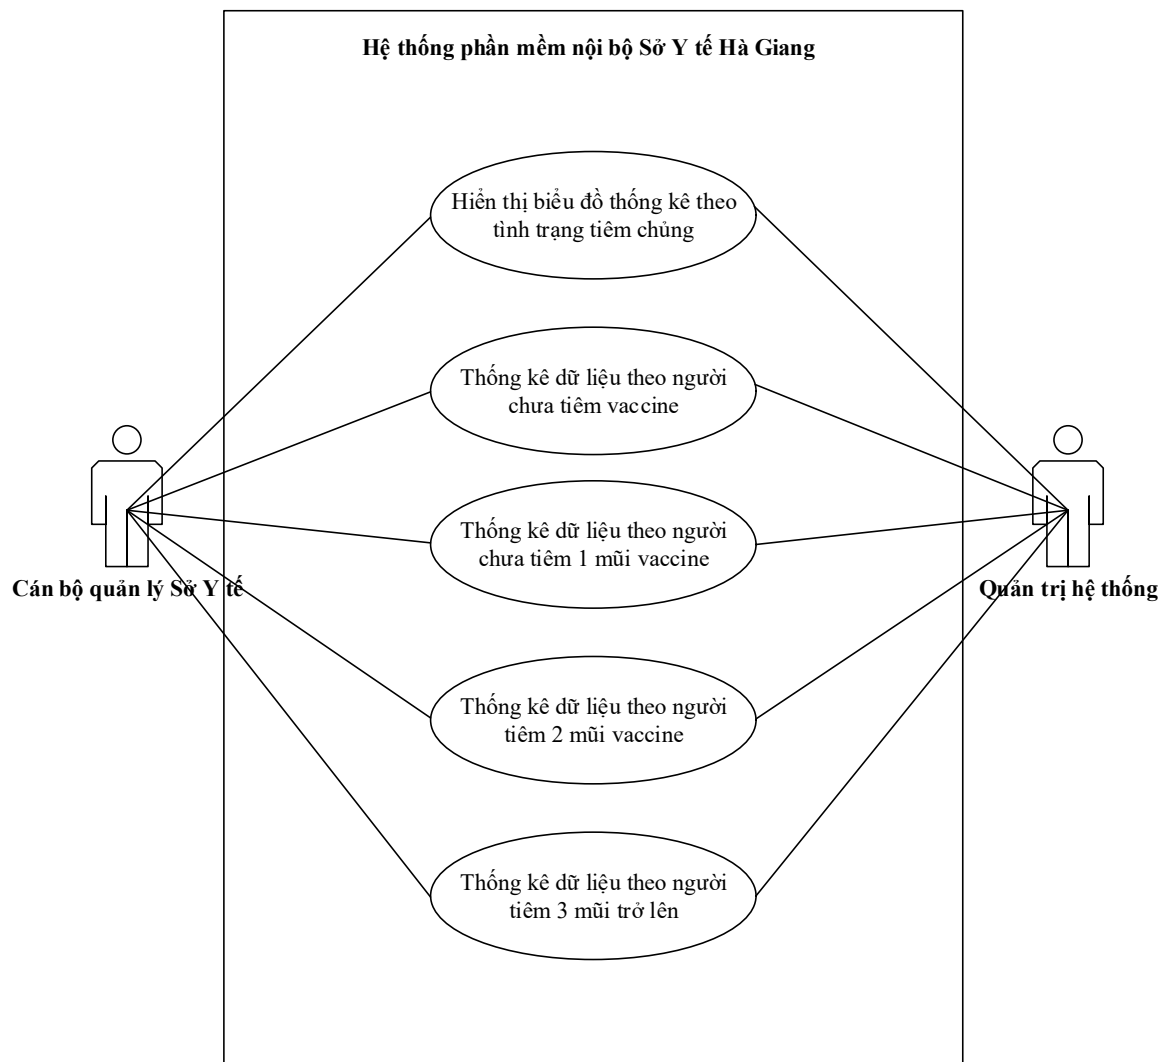 Hệ thống phần mềm nội bộ Sở Y tế Hà Giang
Hiển thị biểu đồ thống kê theo
tình trạng tiêm chủng
Thống kê dữ liệu theo người
chưa tiêm vaccine
Thống kê dữ liệu theo người
chưa tiêm 1 mũi vaccine
Cán bộ quản lý Sở Y tế
Quản trị hệ thống
Thống kê dữ liệu theo người
tiêm 2 mũi vaccine
Thống kê dữ liệu theo người
tiêm 3 mũi trở lên